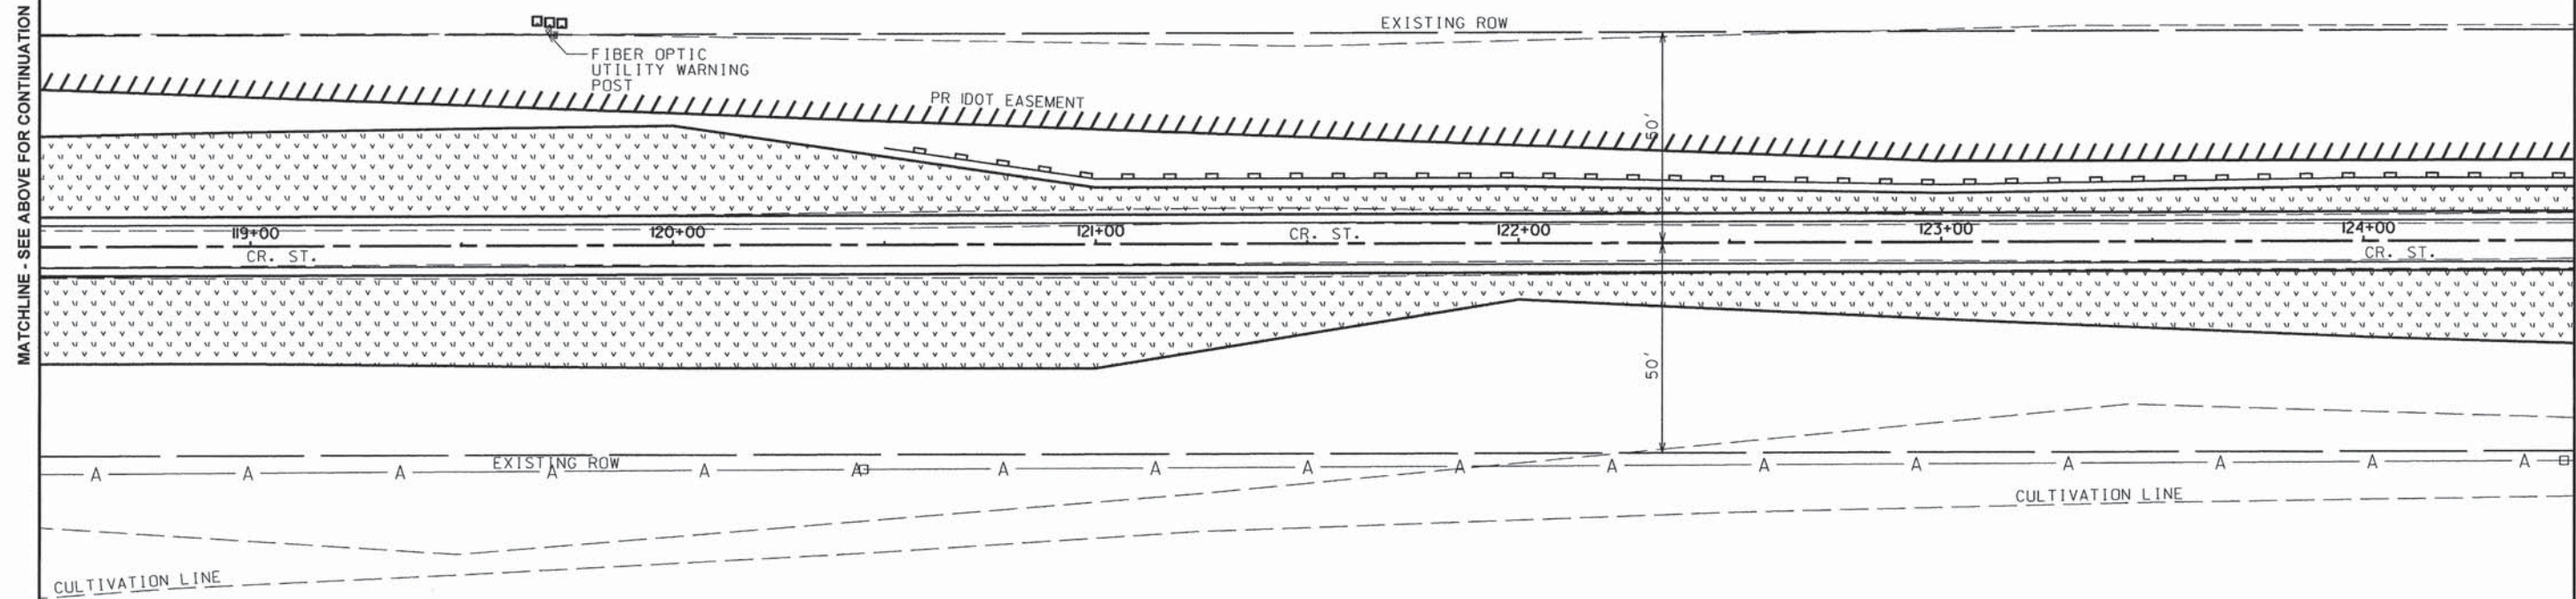 MATCHLINE - SEE ABOVE FOR CONTINUATION
EXISTING ROW
FIBER OPTIC
UTILITY WARNING
POST
PR IDOT EASEMENT
50'
119+00
120+00
121+00
CR. ST.
122+00
123+00
124+00
CR. ST.
CR. ST.
50'
EXISTING ROW
A A A A A A A A A A A A A A A A A
CULTIVATION LINE
CULTIVATION LINE